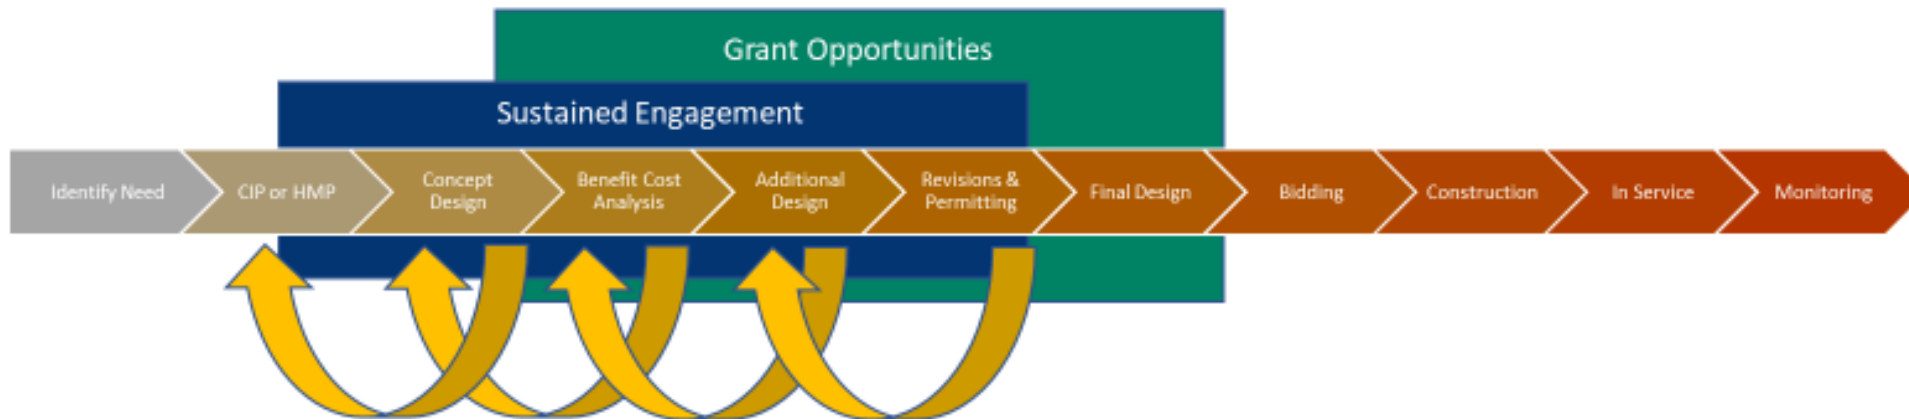 Grant Opportunities
Sustained Engagement
Identify Need
CIP or HMP
Concept
Design
Benefit Cost
Analysis
Additional
Design
Revisions &
Permitting
Final Design
Bidding
Construction
In Service
Monitoring